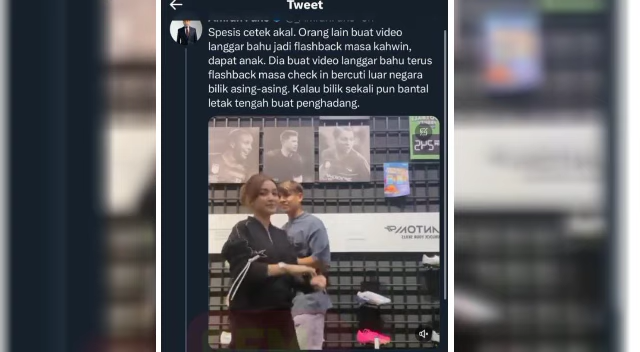 Tweet
Spesis cetek akal. Orang lain buat video
langgar bahu jadi flashback masa kahwin,
dapat anak. Dia buat video langgar bahu terus
flashback masa check in bercuti luar negara
bilik asing-asing. Kalau bilik sekali pun bantal
letak tengah buat penghadang.